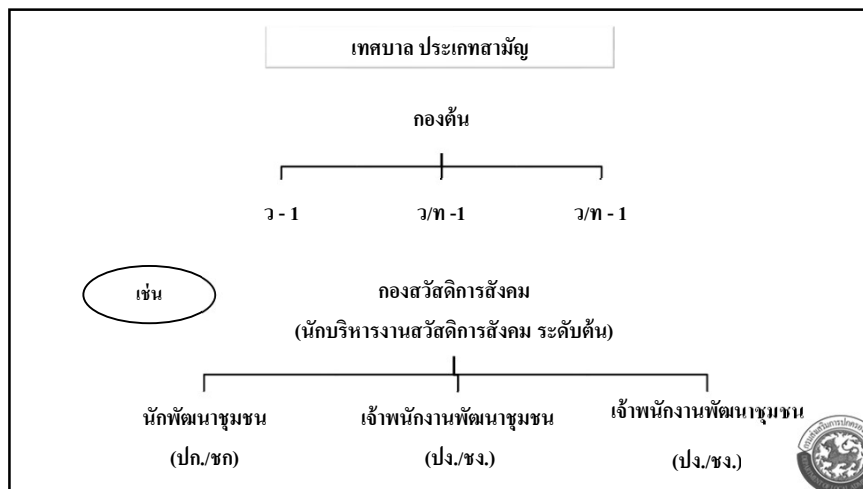 เทศบาล ประเภทสามัญ
กองต้น
ว - 1 ว/ท -1 ว/ท - 1
เช่น
กองสวัสดิการสังคม
(นักบริหารงานสวัสดิการสังคม ระดับต้น)
นักพัฒนาชุมชน เจ้าพนักงานพัฒนาชุมชน เจ้าพนักงานพัฒนาชุมชน
(ปก./ชก) (ปง./ชง.) (ปง./ชง.)